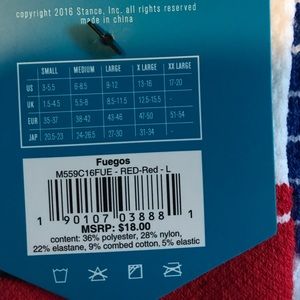 copyright 2016 Stance, Inc. all rights reserved
made in china
SMALL MEDIUM LARGE X LARGE XX LARGE
US 3-5.5 6-8.5 9-12 13-16 17-20
UK 1.5-4.5 5.5-8 8.5-11.5 12.5-15.5 -
EUR 35-37 38-42 43-46 47-50 51-54
JAP 20.5-23 24-26.5 27-30 31-34 -
Fuegos
M559C16FUE - RED-Red - L
1 90107 03888 1
MSRP: $18.00
content: 36% polyester, 28% nylon,
22% elastane, 9% combed cotton, 5% elastic